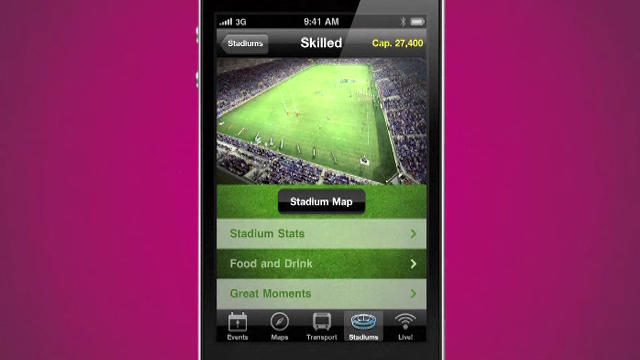 3G 9:41 AM
Stadiums Skilled Cap. 27,400
Stadium Map
Stadium Stats
Food and Drink
Great Moments
Events Maps Transport Stadiums Live!